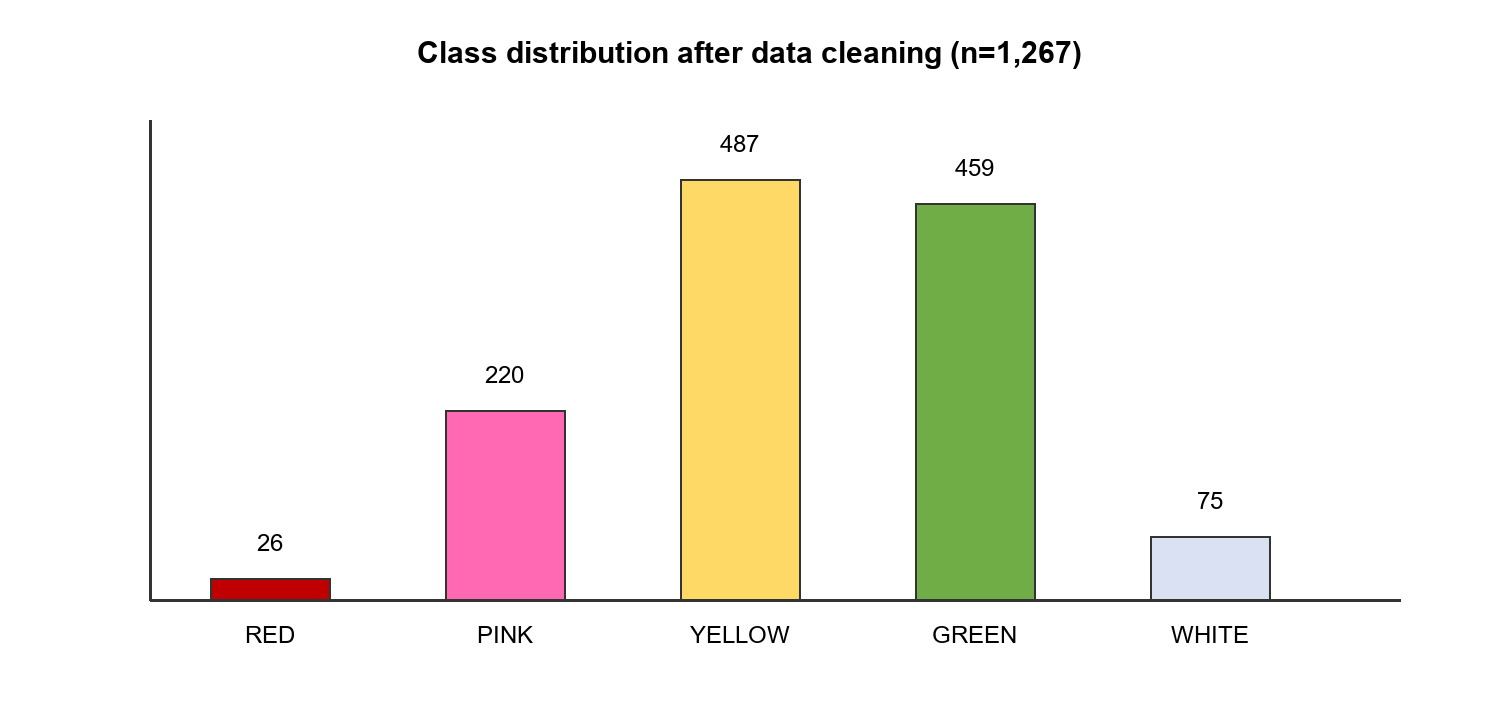 Class distribution after data cleaning (n=1,267)
487
459
220
75
26
RED PINK YELLOW GREEN WHITE